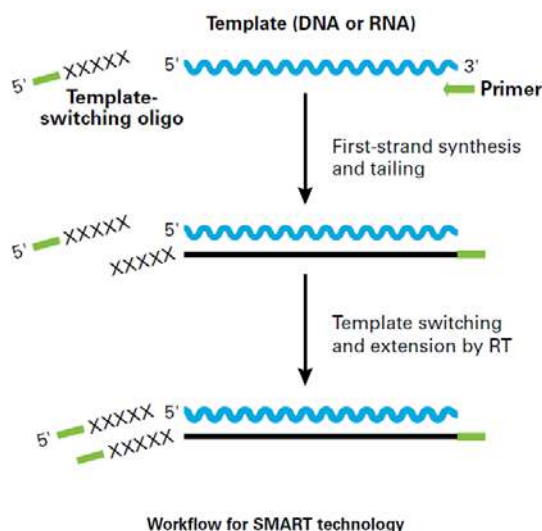 Template (DNA or RNA)
5' XXXXX 5' 3'
Template-
switching oligo
Primer
First-strand synthesis
and tailing
5' XXXXX 5'
XXXXX
Template switching
and extension by RT
5' XXXXX 5'
XXXXX
Workflow for SMART technology